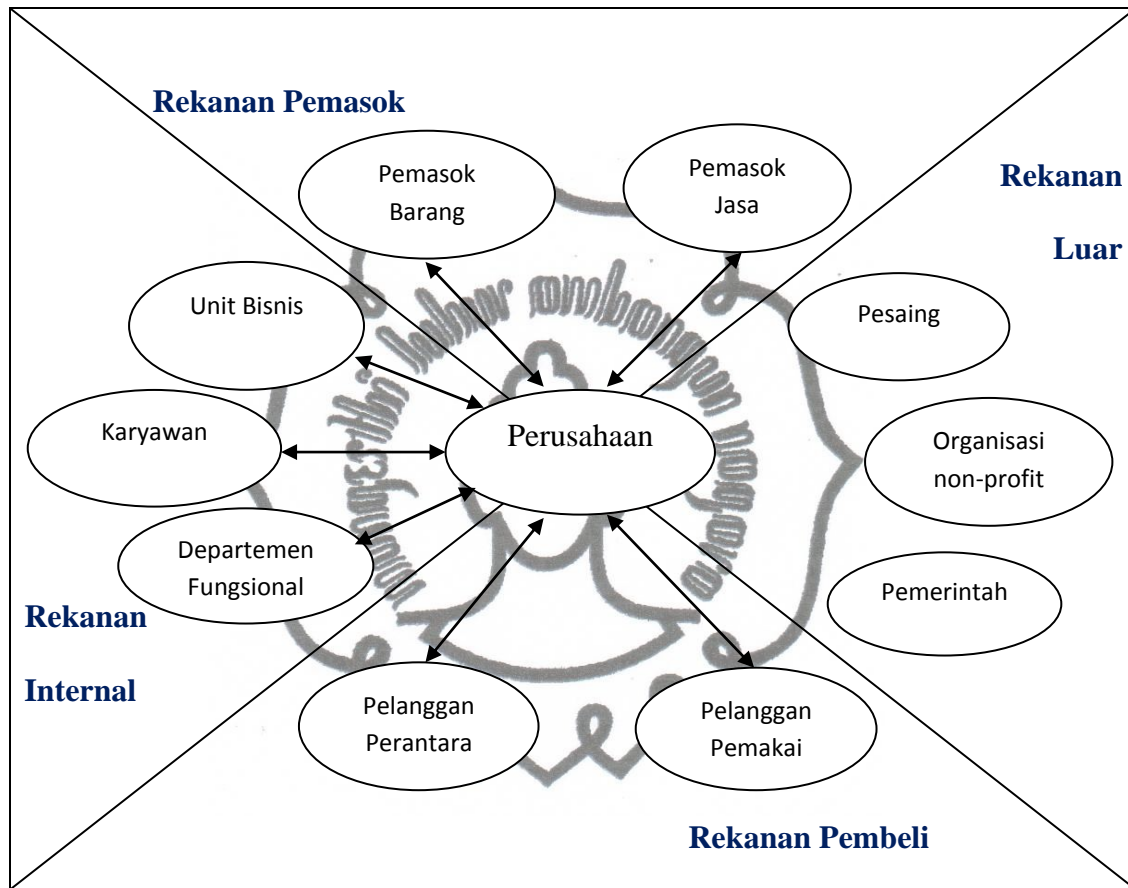 Rekanan Pemasok
Pemasok
Barang
Pemasok
Jasa
Rekanan
Luar
Unit Bisnis
Pesaing
Karyawan
Perusahaan
Organisasi
non-profit
Departemen
Fungsional
Pemerintah
Rekanan
Internal
Pelanggan
Perantara
Pelanggan
Pemakai
Rekanan Pembeli